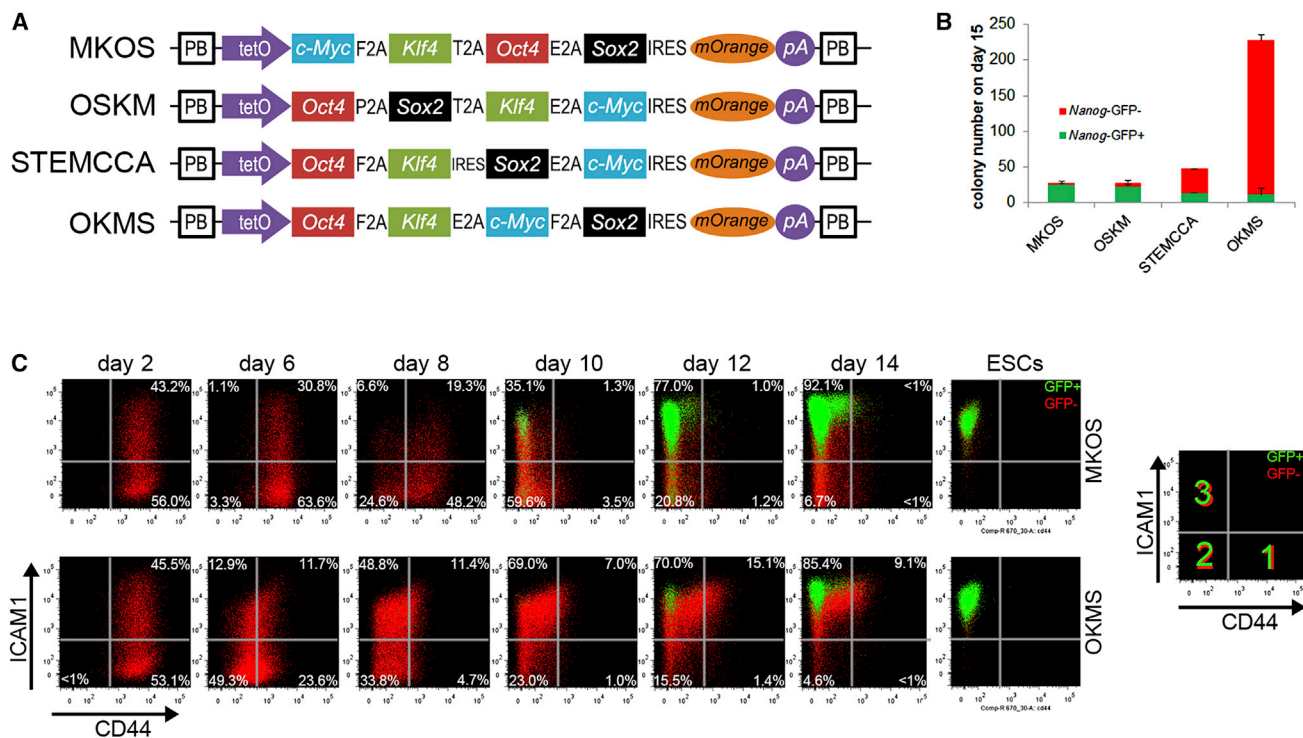 A
MKOS PB tetO c-Myc F2A Klf4 T2A Oct4 E2A Sox2 IRES mOrange pA PB
OSKM PB tetO Oct4 P2A Sox2 T2A Klf4 E2A c-Myc IRES mOrange pA PB
STEMCCA PB tetO Oct4 F2A Klf4 IRES Sox2 E2A c-Myc IRES mOrange pA PB
OKMS PB tetO Oct4 F2A Klf4 E2A c-Myc F2A Sox2 IRES mOrange pA PB
B
colony number on day 15
250
200
150
100
50
0
Nanog-GFP-
Nanog-GFP+
MKOS OSKM STEMCCA OKMS
C
day 2 day 6 day 8 day 10 day 12 day 14 ESCs
43.2% 1.1% 30.8% 6.6% 19.3% 35.1% 1.3% 77.0% 1.0% 92.1% <1% GFP+
GFP-
MKOS
56.0% 3.3% 63.6% 24.6% 48.2% 59.6% 3.5% 20.8% 1.2% 6.7% <1%
Comp-R 670_30-A: cd44
45.5% 12.9% 11.7% 48.8% 11.4% 69.0% 7.0% 70.0% 15.1% 85.4% 9.1%
OKMS
<1% 53.1% 49.3% 23.6% 33.8% 4.7% 23.0% 1.0% 15.5% 1.4% 4.6% <1%
Comp-R 670_30-A: cd44
ICAM1
CD44
GFP+
GFP-
3
2 1
ICAM1
CD44